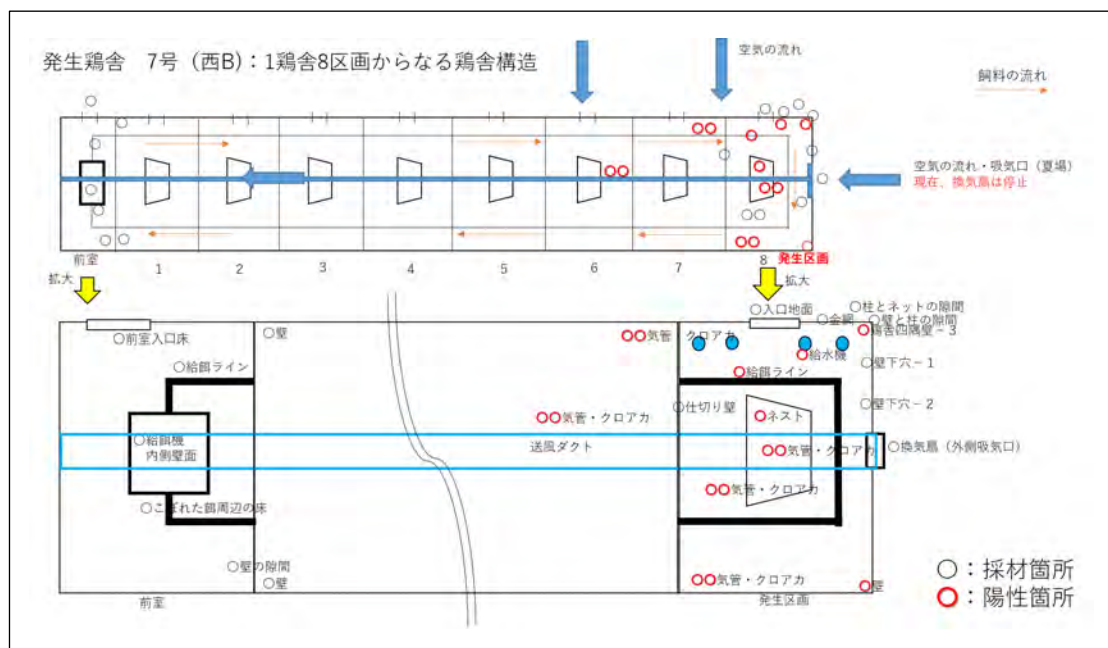 発生鶏舎 7号 (西B)：1鶏舎8区画からなる鶏舎構造
空気の流れ
飼料の流れ
空気の流れ・吸気口（夏場）
現在、換気扇は停止
前室
1
2
3
4
5
6
7
8
発生区画
拡大
拡大
○入口地面
○柱とネットの隙間
○金網
○壁と柱の隙間
○鶏舎四隅壁－3
○前室入口床
○壁
○○気管・クロアカ
○給水機
○壁下穴－1
○給餌ライン
○給餌ライン
○仕切り壁
○壁下穴－2
○○気管・クロアカ
○ネスト
○給餌機
内側壁面
送風ダクト
○○気管・クロアカ
○換気扇（外側吸気口）
○○気管・クロアカ
○こぼれた餌周辺の床
○壁の隙間
○壁
○○気管・クロアカ
○壁
前室
発生区画
○：採材箇所
○：陽性箇所